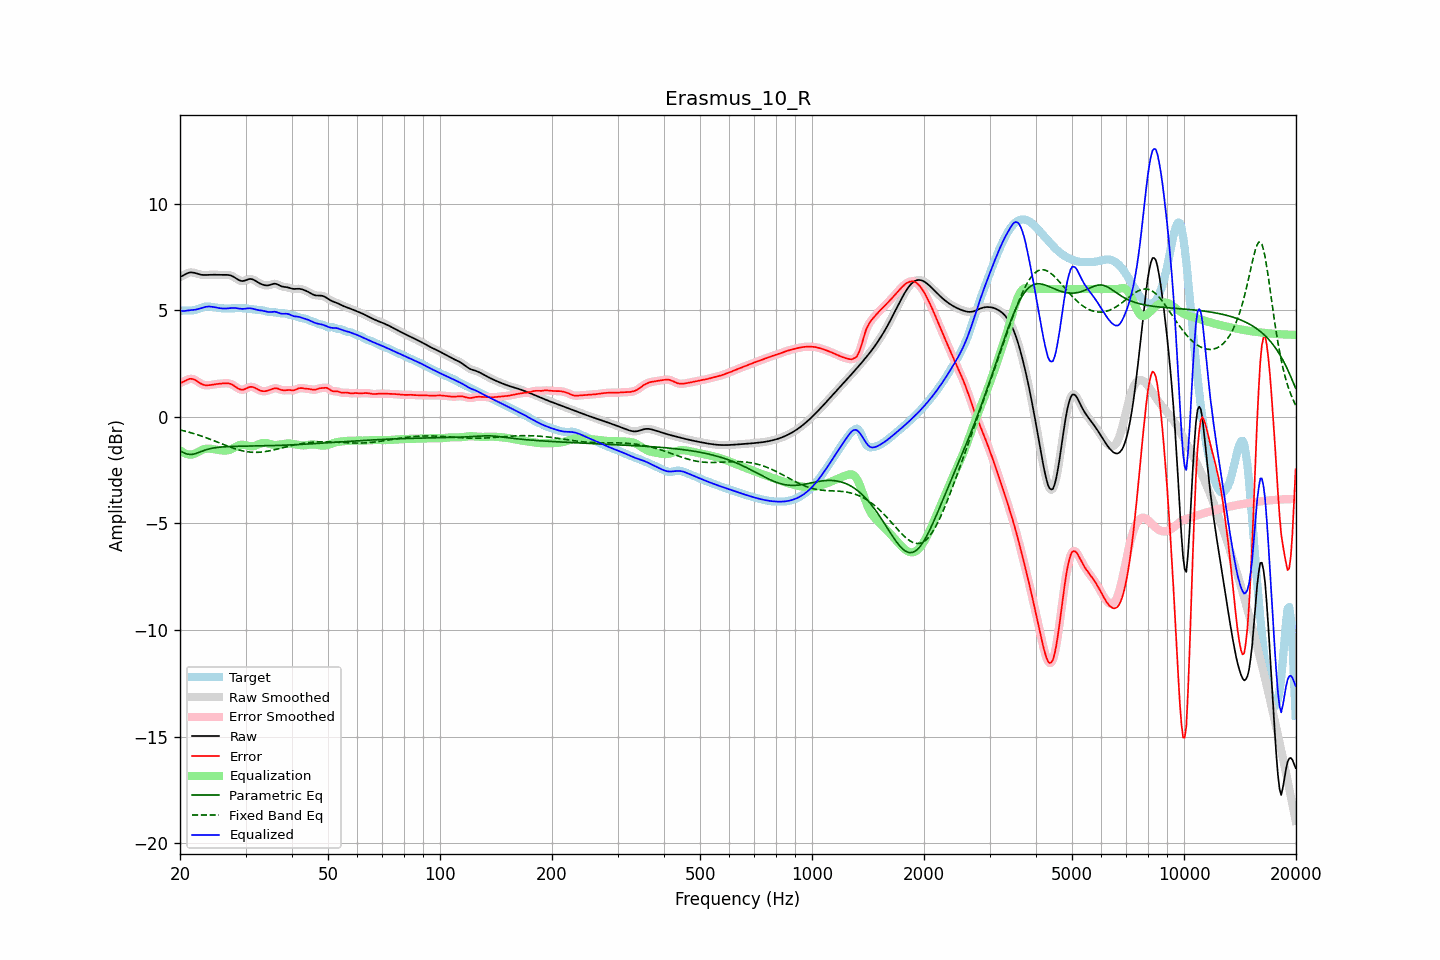 Erasmus_10_R
Amplitude (dBr)
10
5
0
−5
−10
−15
−20
Target
Raw Smoothed
Error Smoothed
Raw
Error
Equalization
Parametric Eq
Fixed Band Eq
Equalized
20 50 100 200 500 1000 2000 5000 10000 20000
Frequency (Hz)